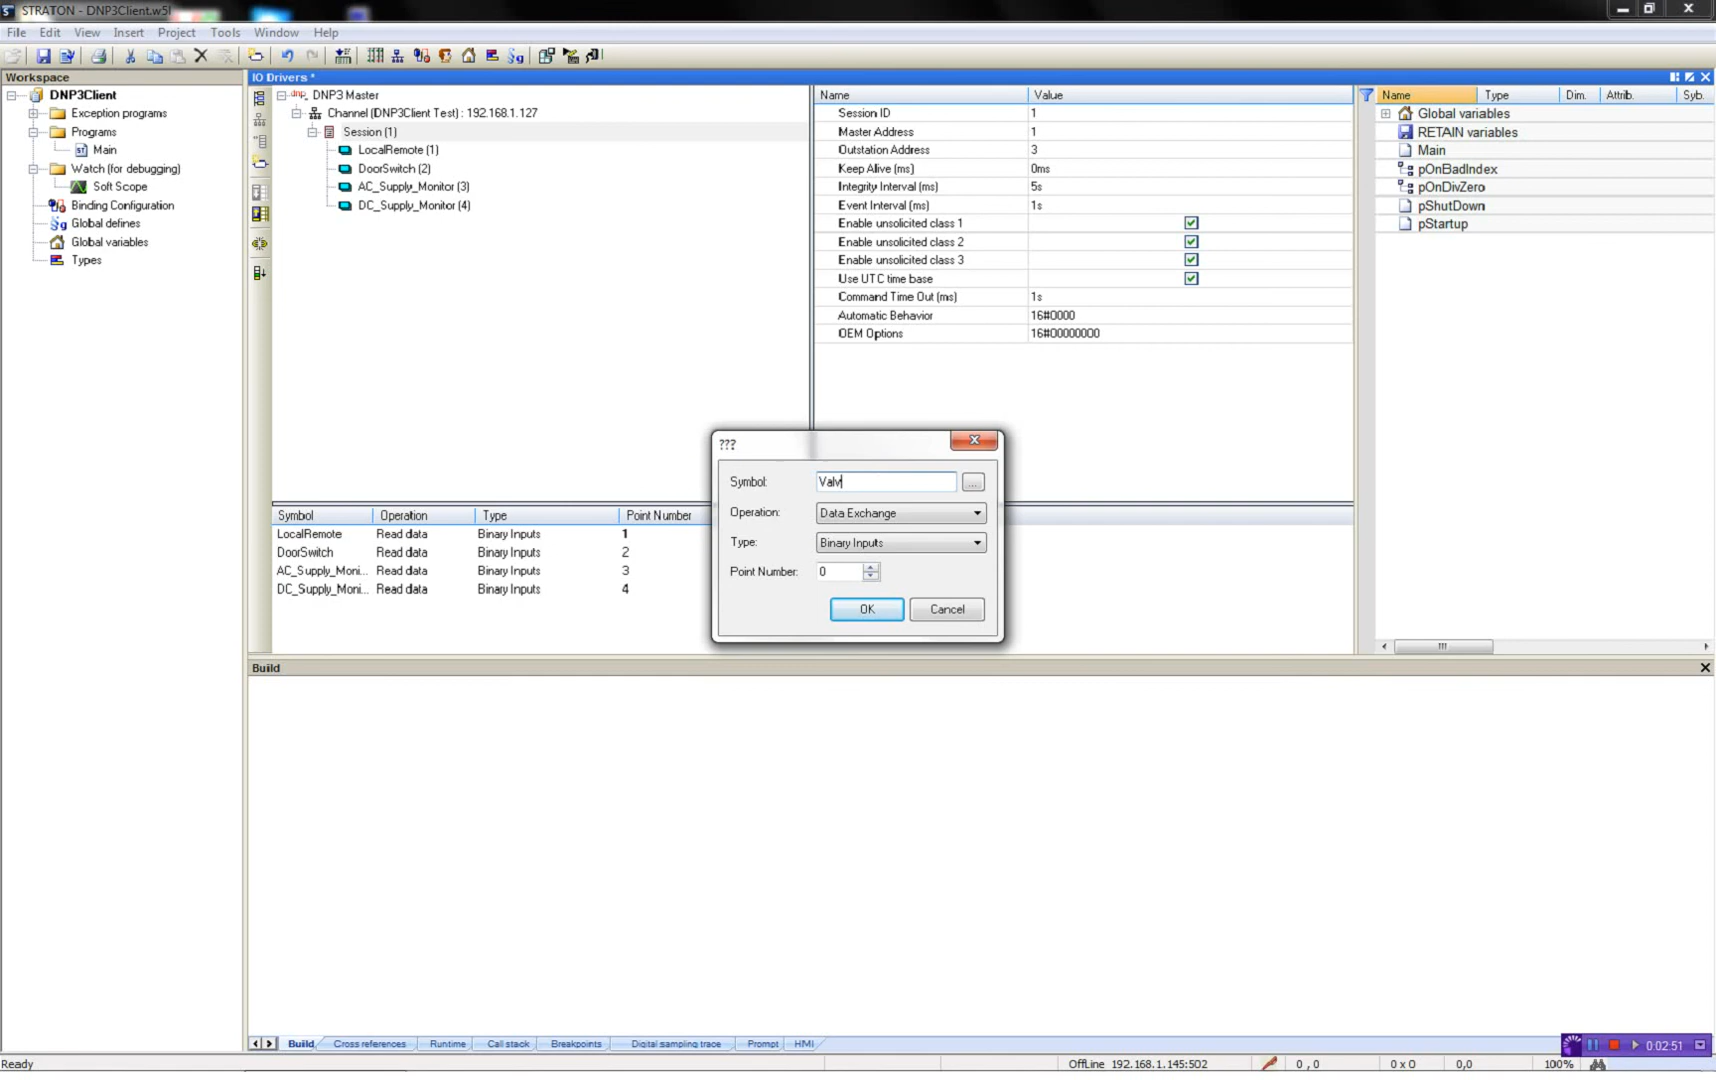 STRATON - DNP3Client.w5l
File Edit View Insert Project Tools Window Help
Workspace
DNP3Client
Exception programs
Programs
Main
Watch (for debugging)
Soft Scope
Binding Configuration
Global defines
Global variables
Types
IO Drivers *
DNP3 Master
Channel (DNP3Client Test) : 192.168.1.127
Session (1)
LocalRemote (1)
DoorSwitch (2)
AC_Supply_Monitor (3)
DC_Supply_Monitor (4)
Name Value
Session ID 1
Master Address 1
Outstation Address 3
Keep Alive (ms) 0ms
Integrity Interval (ms) 5s
Event Interval (ms) 1s
Enable unsolicited class 1
Enable unsolicited class 2
Enable unsolicited class 3
Use UTC time base
Command Time Out (ms) 1s
Automatic Behavior 16#0000
OEM Options 16#00000000
Name Type Dim. Attrib. Syb.
Global variables
RETAIN variables
Main
pOnBadIndex
pOnDivZero
pShutDown
pStartup
Symbol Operation Type Point Number
LocalRemote Read data Binary Inputs 1
DoorSwitch Read data Binary Inputs 2
AC_Supply_Moni... Read data Binary Inputs 3
DC_Supply_Moni... Read data Binary Inputs 4
???
Symbol: Valv ...
Operation: Data Exchange
Type: Binary Inputs
Point Number: 0
OK Cancel
Build
Build Cross references Runtime Call stack Breakpoints Digital sampling trace Prompt HMI
Ready OffLine 192.168.1.145:502 0 , 0 0 x 0 0,0 100%
0:02:51